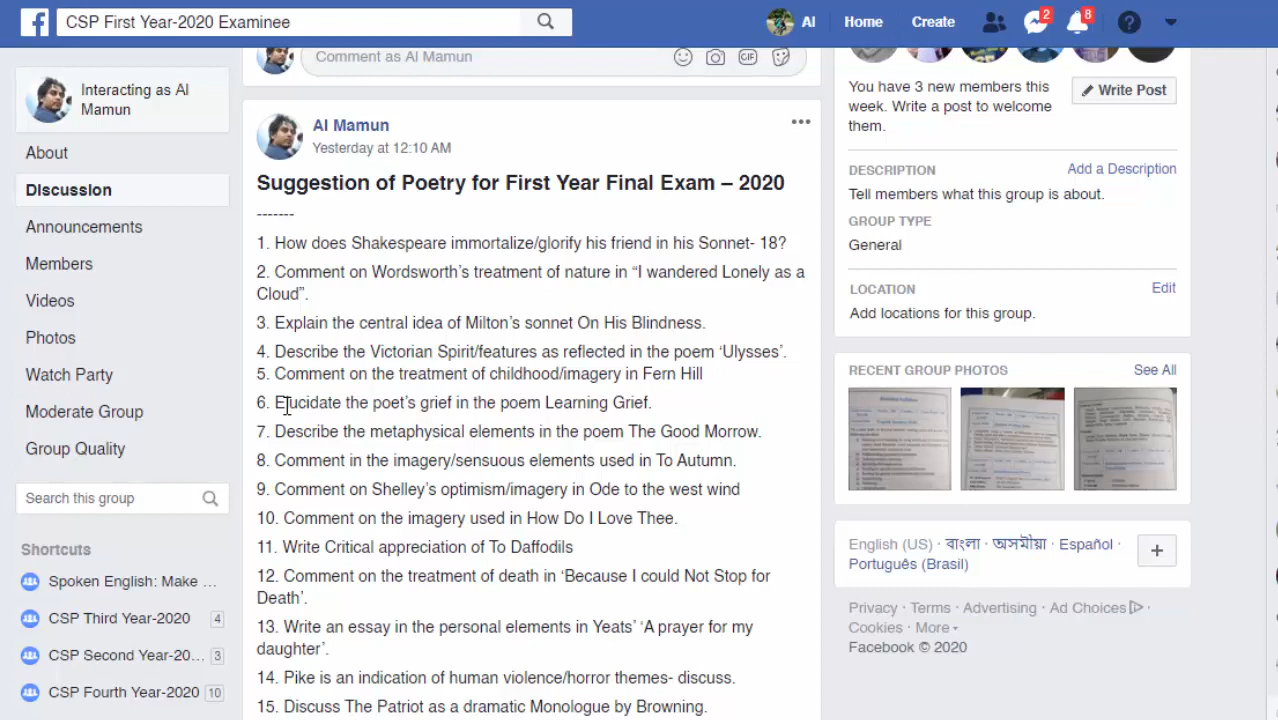 CSP First Year-2020 Examinee
Al
Home
Create
2
8
Interacting as Al
Mamun
About
Discussion
Announcements
Members
Videos
Photos
Watch Party
Moderate Group
Group Quality
Search this group
Shortcuts
Spoken English: Make ...
CSP Third Year-2020 4
CSP Second Year-20... 3
CSP Fourth Year-2020 10
Comment as Al Mamun
GIF
Al Mamun
Yesterday at 12:10 AM
Suggestion of Poetry for First Year Final Exam – 2020
-------
1. How does Shakespeare immortalize/glorify his friend in his Sonnet- 18?
2. Comment on Wordsworth’s treatment of nature in “I wandered Lonely as a
Cloud”.
3. Explain the central idea of Milton’s sonnet On His Blindness.
4. Describe the Victorian Spirit/features as reflected in the poem ‘Ulysses’.
5. Comment on the treatment of childhood/imagery in Fern Hill
6. Elucidate the poet’s grief in the poem Learning Grief.
7. Describe the metaphysical elements in the poem The Good Morrow.
8. Comment in the imagery/sensuous elements used in To Autumn.
9. Comment on Shelley’s optimism/imagery in Ode to the west wind
10. Comment on the imagery used in How Do I Love Thee.
11. Write Critical appreciation of To Daffodils
12. Comment on the treatment of death in ‘Because I could Not Stop for
Death’.
13. Write an essay in the personal elements in Yeats’ ‘A prayer for my
daughter’.
14. Pike is an indication of human violence/horror themes- discuss.
15. Discuss The Patriot as a dramatic Monologue by Browning.
You have 3 new members this
week. Write a post to welcome
them.
Write Post
DESCRIPTION
Add a Description
Tell members what this group is about.
GROUP TYPE
General
LOCATION
Edit
Add locations for this group.
RECENT GROUP PHOTOS
See All
English (US) · বাংলা · অসমীয়া · Español ·
Português (Brasil)
Privacy · Terms · Advertising · Ad Choices ·
Cookies · More
Facebook © 2020